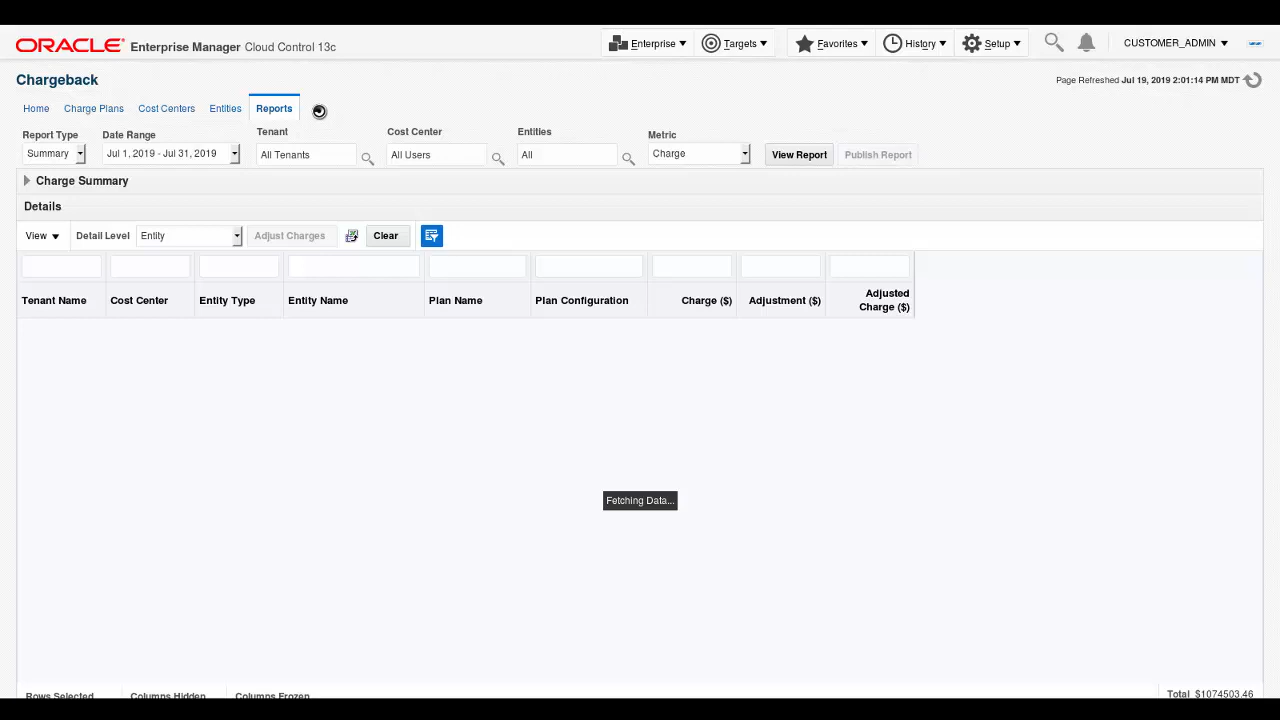 ORACLE Enterprise Manager Cloud Control 13c
Enterprise Targets Favorites History Setup CUSTOMER_ADMIN
Chargeback
Page Refreshed Jul 19, 2019 2:01:14 PM MDT
Home Charge Plans Cost Centers Entities Reports
Report Type Date Range Tenant Cost Center Entities Metric
Summary Jul 1, 2019 - Jul 31, 2019 All Tenants All Users All Charge View Report Publish Report
Charge Summary
Details
View Detail Level Entity Adjust Charges Clear
Tenant Name Cost Center Entity Type Entity Name Plan Name Plan Configuration Charge ($) Adjustment ($) Adjusted
Charge ($)
Fetching Data...
Rows Selected Columns Hidden Columns Frozen Total $1074503.46